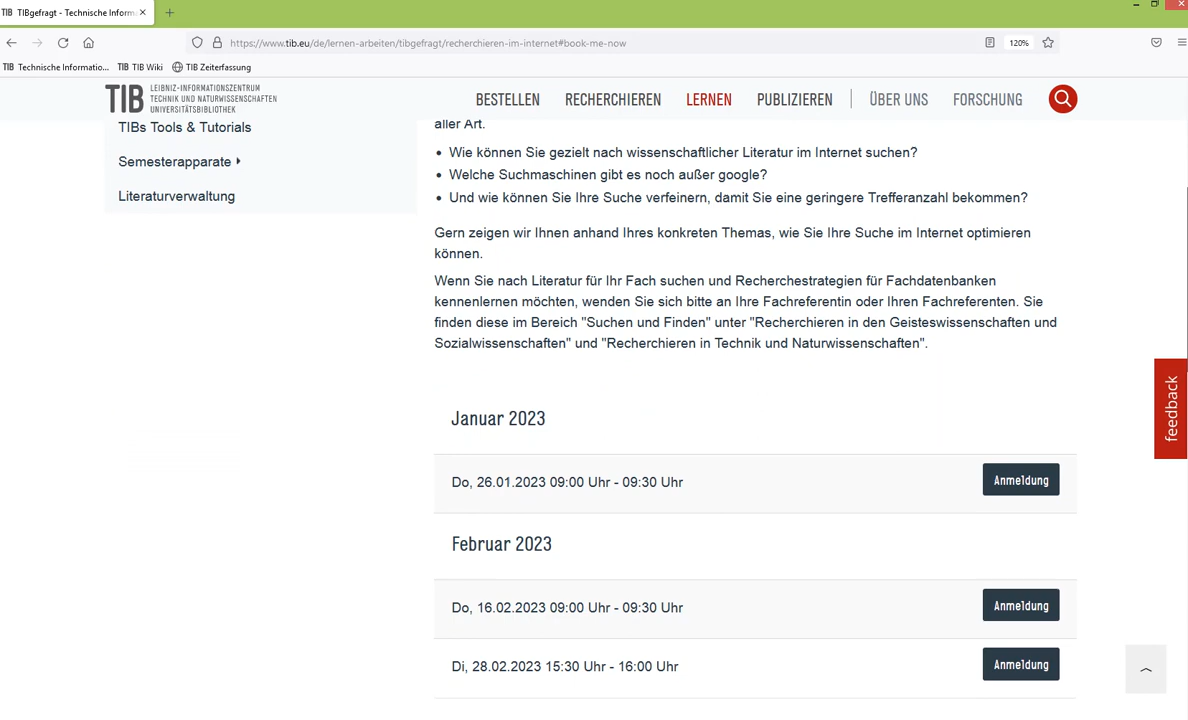 TIB TIBgefragt - Technische Inform
https://www.tib.eu/de/lernen-arbeiten/tibgefragt/recherchieren-im-internet#book-me-now
120%
TIB Technische Informatio...
TIB TIB Wiki
TIB Zeiterfassung
TIB
LEIBNIZ-INFORMATIONSZENTRUM
TECHNIK UND NATURWISSENSCHAFTEN
UNIVERSITÄTSBIBLIOTHEK
BESTELLEN
RECHERCHIEREN
LERNEN
PUBLIZIEREN
ÜBER UNS
FORSCHUNG
TIBs Tools & Tutorials
Semesterapparate
Literaturverwaltung
aller Art.
• Wie können Sie gezielt nach wissenschaftlicher Literatur im Internet suchen?
• Welche Suchmaschinen gibt es noch außer google?
• Und wie können Sie Ihre Suche verfeinern, damit Sie eine geringere Trefferanzahl bekommen?
Gern zeigen wir Ihnen anhand Ihres konkreten Themas, wie Sie Ihre Suche im Internet optimieren
können.
Wenn Sie nach Literatur für Ihr Fach suchen und Recherchestrategien für Fachdatenbanken
kennenlernen möchten, wenden Sie sich bitte an Ihre Fachreferentin oder Ihren Fachreferenten. Sie
finden diese im Bereich "Suchen und Finden" unter "Recherchieren in den Geisteswissenschaften und
Sozialwissenschaften" und "Recherchieren in Technik und Naturwissenschaften".
Januar 2023
Do, 26.01.2023 09:00 Uhr - 09:30 Uhr
Anmeldung
Februar 2023
Do, 16.02.2023 09:00 Uhr - 09:30 Uhr
Anmeldung
Di, 28.02.2023 15:30 Uhr - 16:00 Uhr
Anmeldung
feedback